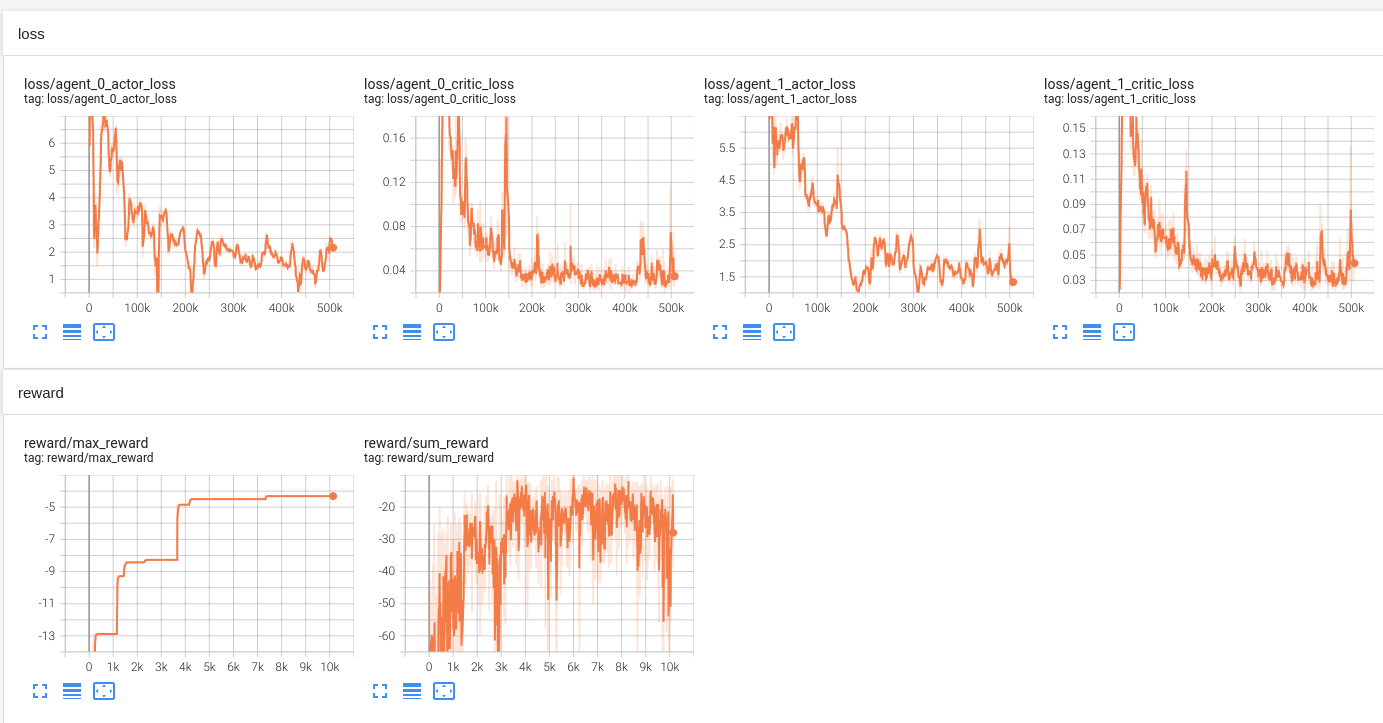 loss
loss/agent_0_actor_loss
tag: loss/agent_0_actor_loss
6
5
4
3
2
1
0 100k 200k 300k 400k 500k
loss/agent_0_critic_loss
tag: loss/agent_0_critic_loss
0.16
0.12
0.08
0.04
0 100k 200k 300k 400k 500k
loss/agent_1_actor_loss
tag: loss/agent_1_actor_loss
5.5
4.5
3.5
2.5
1.5
0 100k 200k 300k 400k 500k
loss/agent_1_critic_loss
tag: loss/agent_1_critic_loss
0.15
0.13
0.11
0.09
0.07
0.05
0.03
0 100k 200k 300k 400k 500k
reward
reward/max_reward
tag: reward/max_reward
-5
-7
-9
-11
-13
0 1k 2k 3k 4k 5k 6k 7k 8k 9k 10k
reward/sum_reward
tag: reward/sum_reward
-20
-30
-40
-50
-60
0 1k 2k 3k 4k 5k 6k 7k 8k 9k 10k